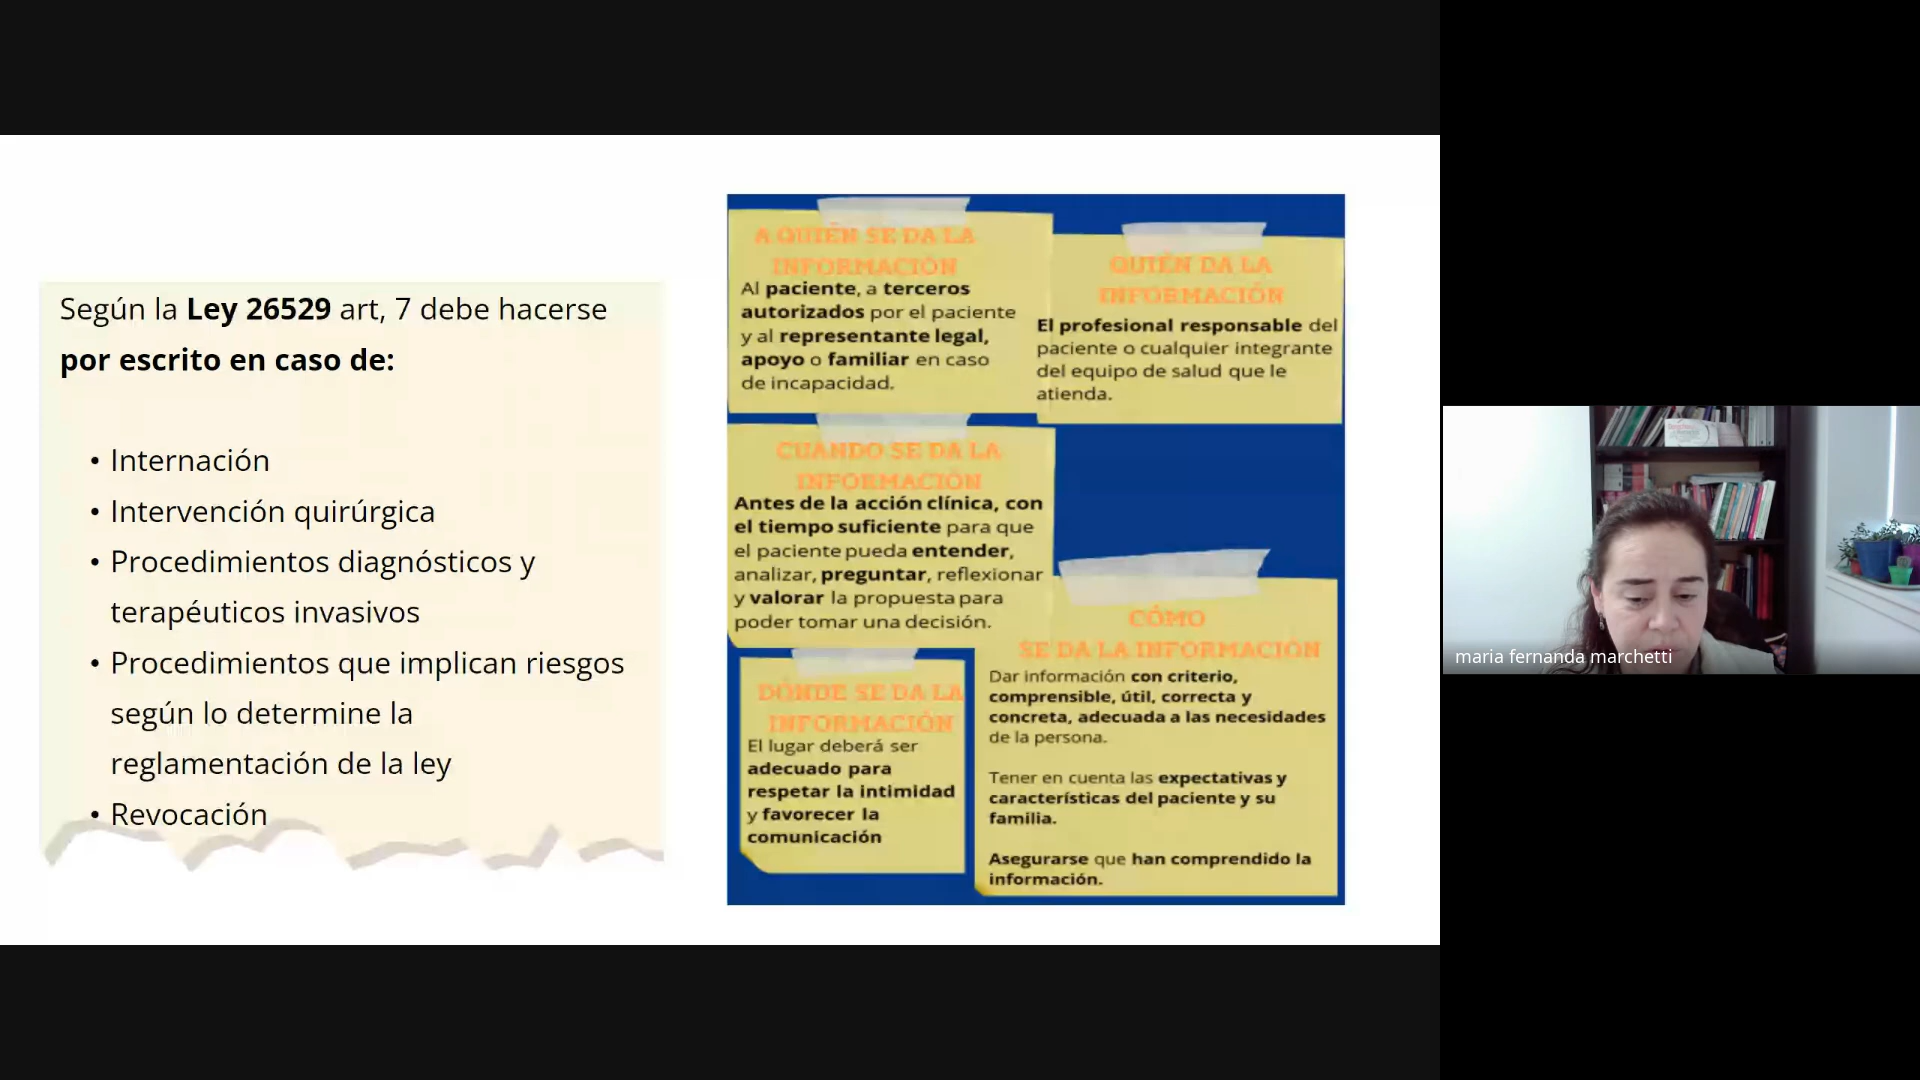 Según la Ley 26529 art, 7 debe hacerse
por escrito en caso de:
• Internación
• Intervención quirúrgica
• Procedimientos diagnósticos y
terapéuticos invasivos
• Procedimientos que implican riesgos
según lo determine la
reglamentación de la ley
• Revocación
A QUIÉN SE DA LA
INFORMACIÓN
Al paciente, a terceros
autorizados por el paciente
y al representante legal,
apoyo o familiar en caso
de incapacidad.
QUIÉN DA LA
INFORMACIÓN
El profesional responsable del
paciente o cualquier integrante
del equipo de salud que le
atienda.
CUANDO SE DA LA
INFORMACIÓN
Antes de la acción clínica, con
el tiempo suficiente para que
el paciente pueda entender,
analizar, preguntar, reflexionar
y valorar la propuesta para
poder tomar una decisión.
DÓNDE SE DA LA
INFORMACIÓN
El lugar deberá ser
adecuado para
respetar la intimidad
y favorecer la
comunicación
CÓMO
SE DA LA INFORMACIÓN
Dar información con criterio,
comprensible, útil, correcta y
concreta, adecuada a las necesidades
de la persona.
Tener en cuenta las expectativas y
características del paciente y su
familia.
Asegurarse que han comprendido la
información.
maria fernanda marchetti